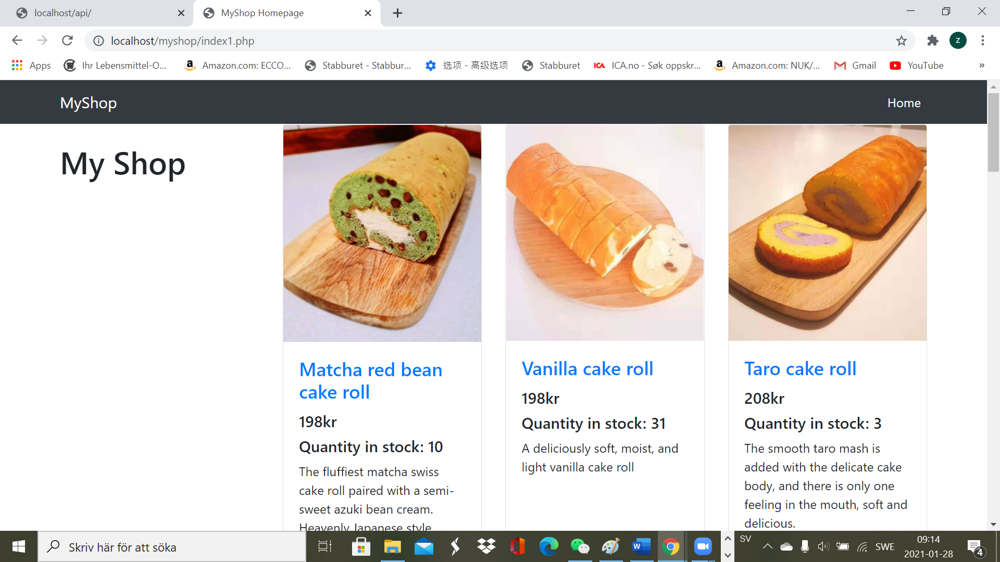 localhost/api/
MyShop Homepage
localhost/myshop/index1.php
Z
Apps
Ihr Lebensmittel-O...
Amazon.com: ECCO...
Stabburet - Stabbur...
选项 - 高级选项
Stabburet
ICA
ICA.no - Søk oppskr...
Amazon.com: NUK/...
Gmail
YouTube
»
MyShop
Home
My Shop
Matcha red bean
cake roll
198kr
Quantity in stock: 10
The fluffiest matcha swiss
cake roll paired with a semi-
sweet azuki bean cream.
Heavenly Japanese style
Vanilla cake roll
198kr
Quantity in stock: 31
A deliciously soft, moist, and
light vanilla cake roll
Taro cake roll
208kr
Quantity in stock: 3
The smooth taro mash is
added with the delicate cake
body, and there is only one
feeling in the mouth, soft and
delicious.
Skriv här för att söka
W
SV
SWE
09:14
2021-01-28
4